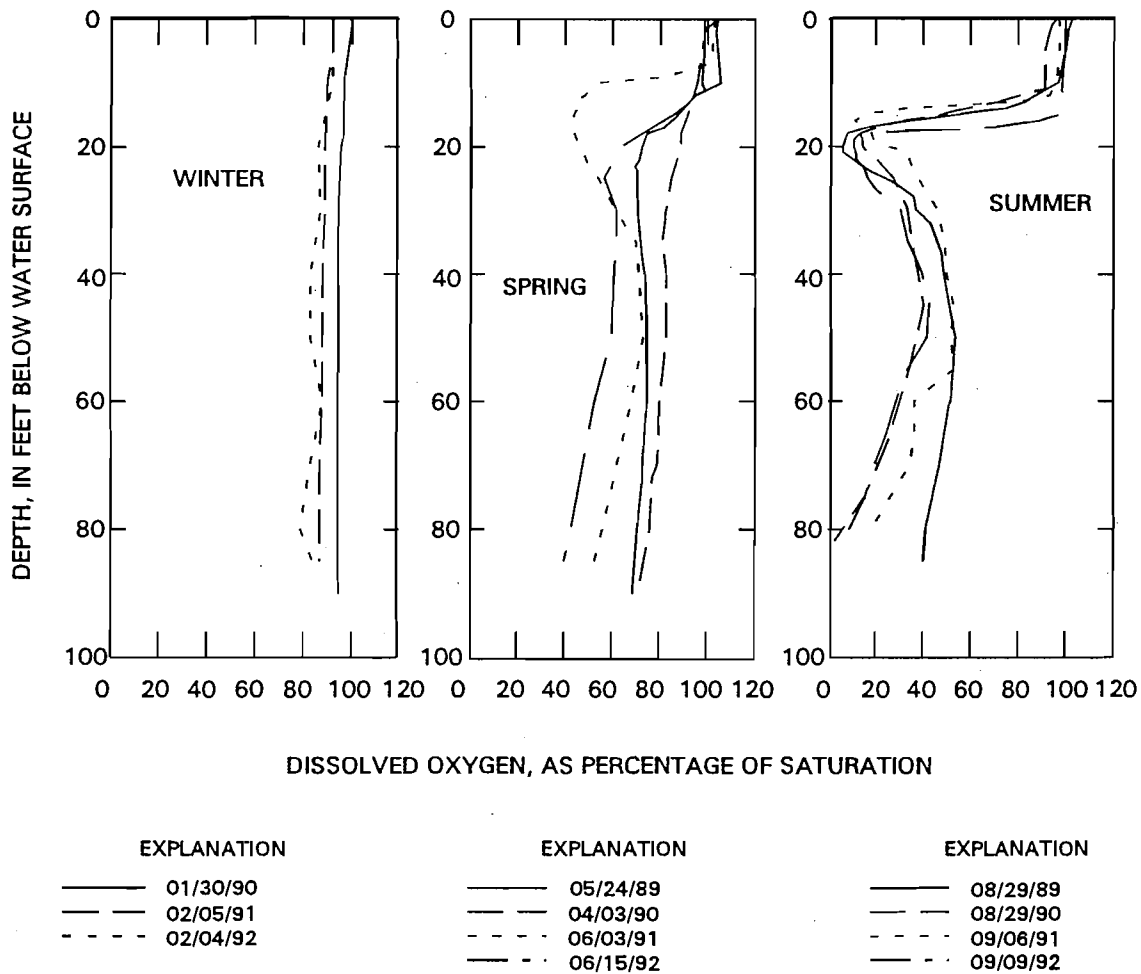 DEPTH, IN FEET BELOW WATER SURFACE
0
20
40
60
80
100
WINTER
0 20 40 60 80 100 120
0
20
40
60
80
100
SPRING
0 20 40 60 80 100 120
0
20
40
60
80
100
SUMMER
0 20 40 60 80 100 120
DISSOLVED OXYGEN, AS PERCENTAGE OF SATURATION
EXPLANATION
01/30/90
02/05/91
02/04/92
EXPLANATION
05/24/89
04/03/90
06/03/91
06/15/92
EXPLANATION
08/29/89
08/29/90
09/06/91
09/09/92